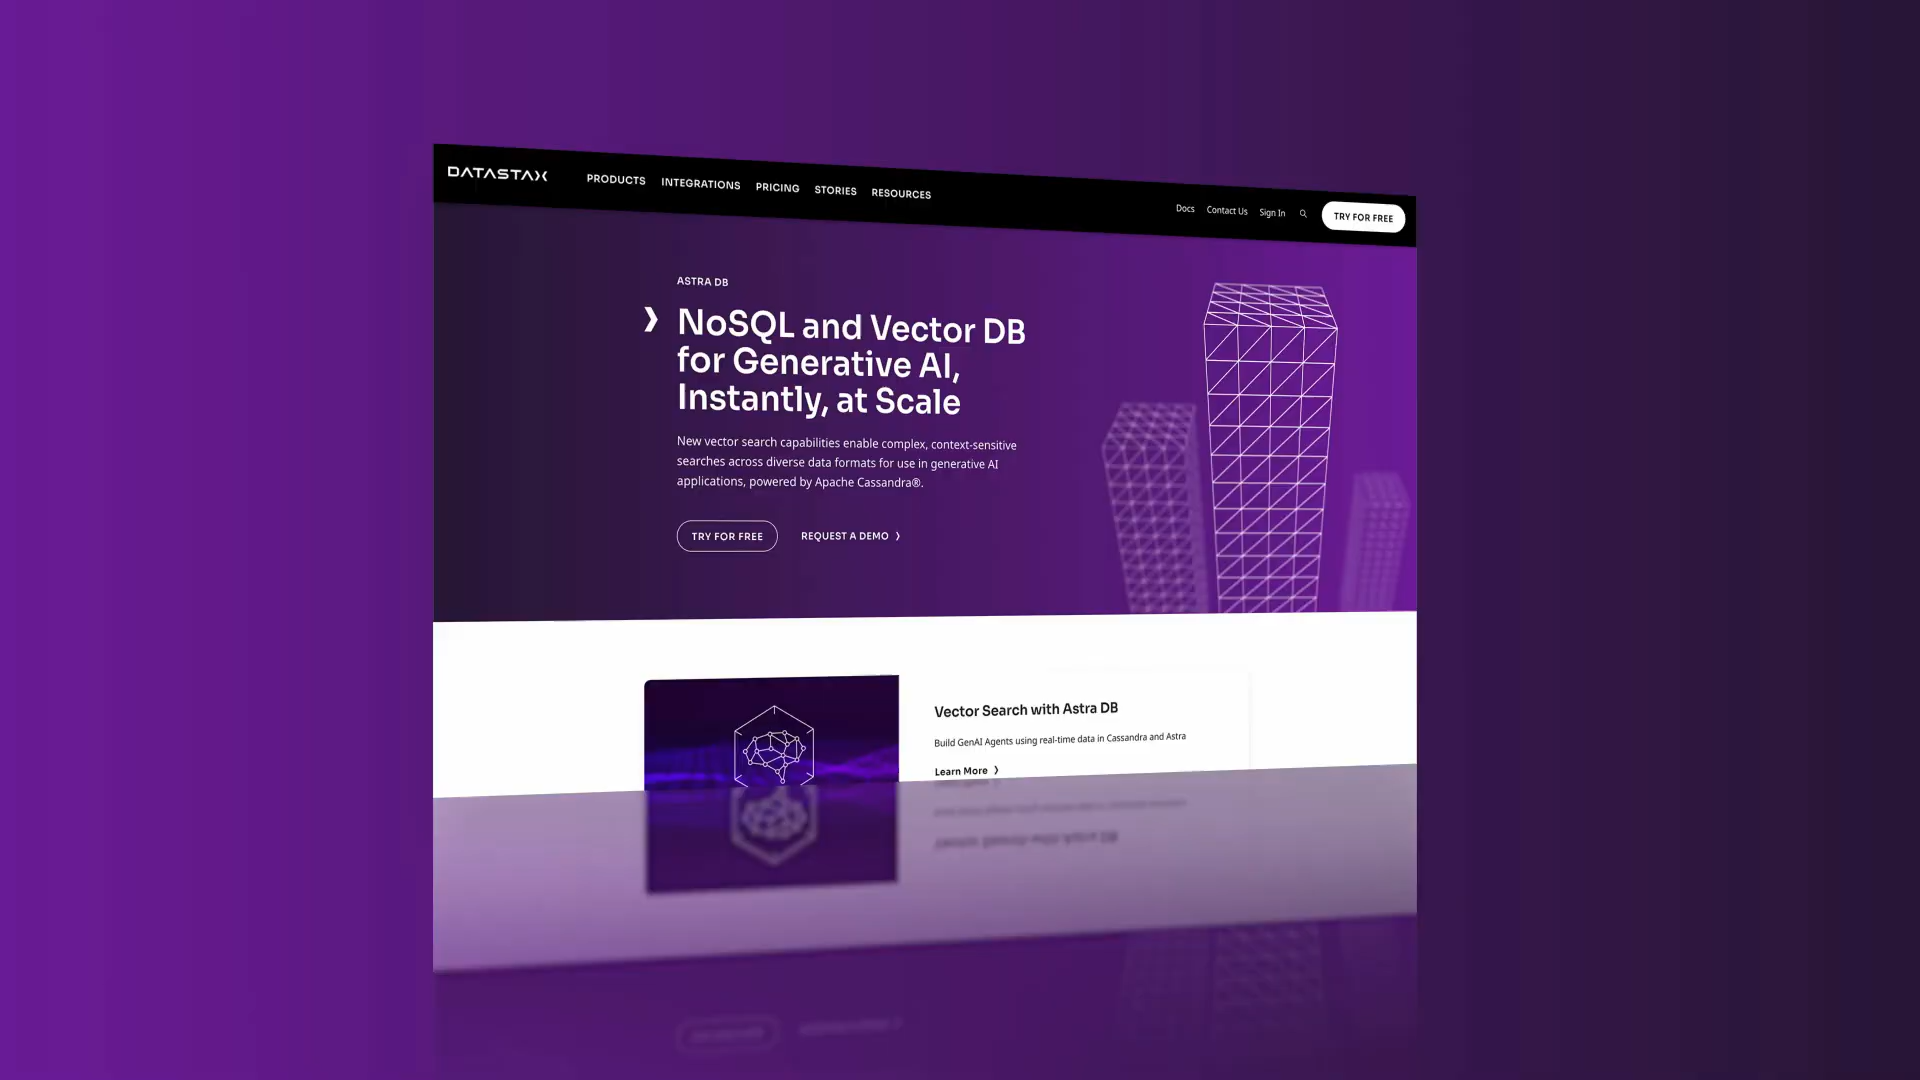 DATASTAX
PRODUCTS INTEGRATIONS PRICING STORIES RESOURCES
Docs Contact Us Sign In TRY FOR FREE
ASTRA DB
NoSQL and Vector DB
for Generative AI,
Instantly, at Scale
New vector search capabilities enable complex, context-sensitive
searches across diverse data formats for use in generative AI
applications, powered by Apache Cassandra®.
TRY FOR FREE REQUEST A DEMO
Vector Search with Astra DB
Build GenAI Agents using real-time data in Cassandra and Astra
Learn More